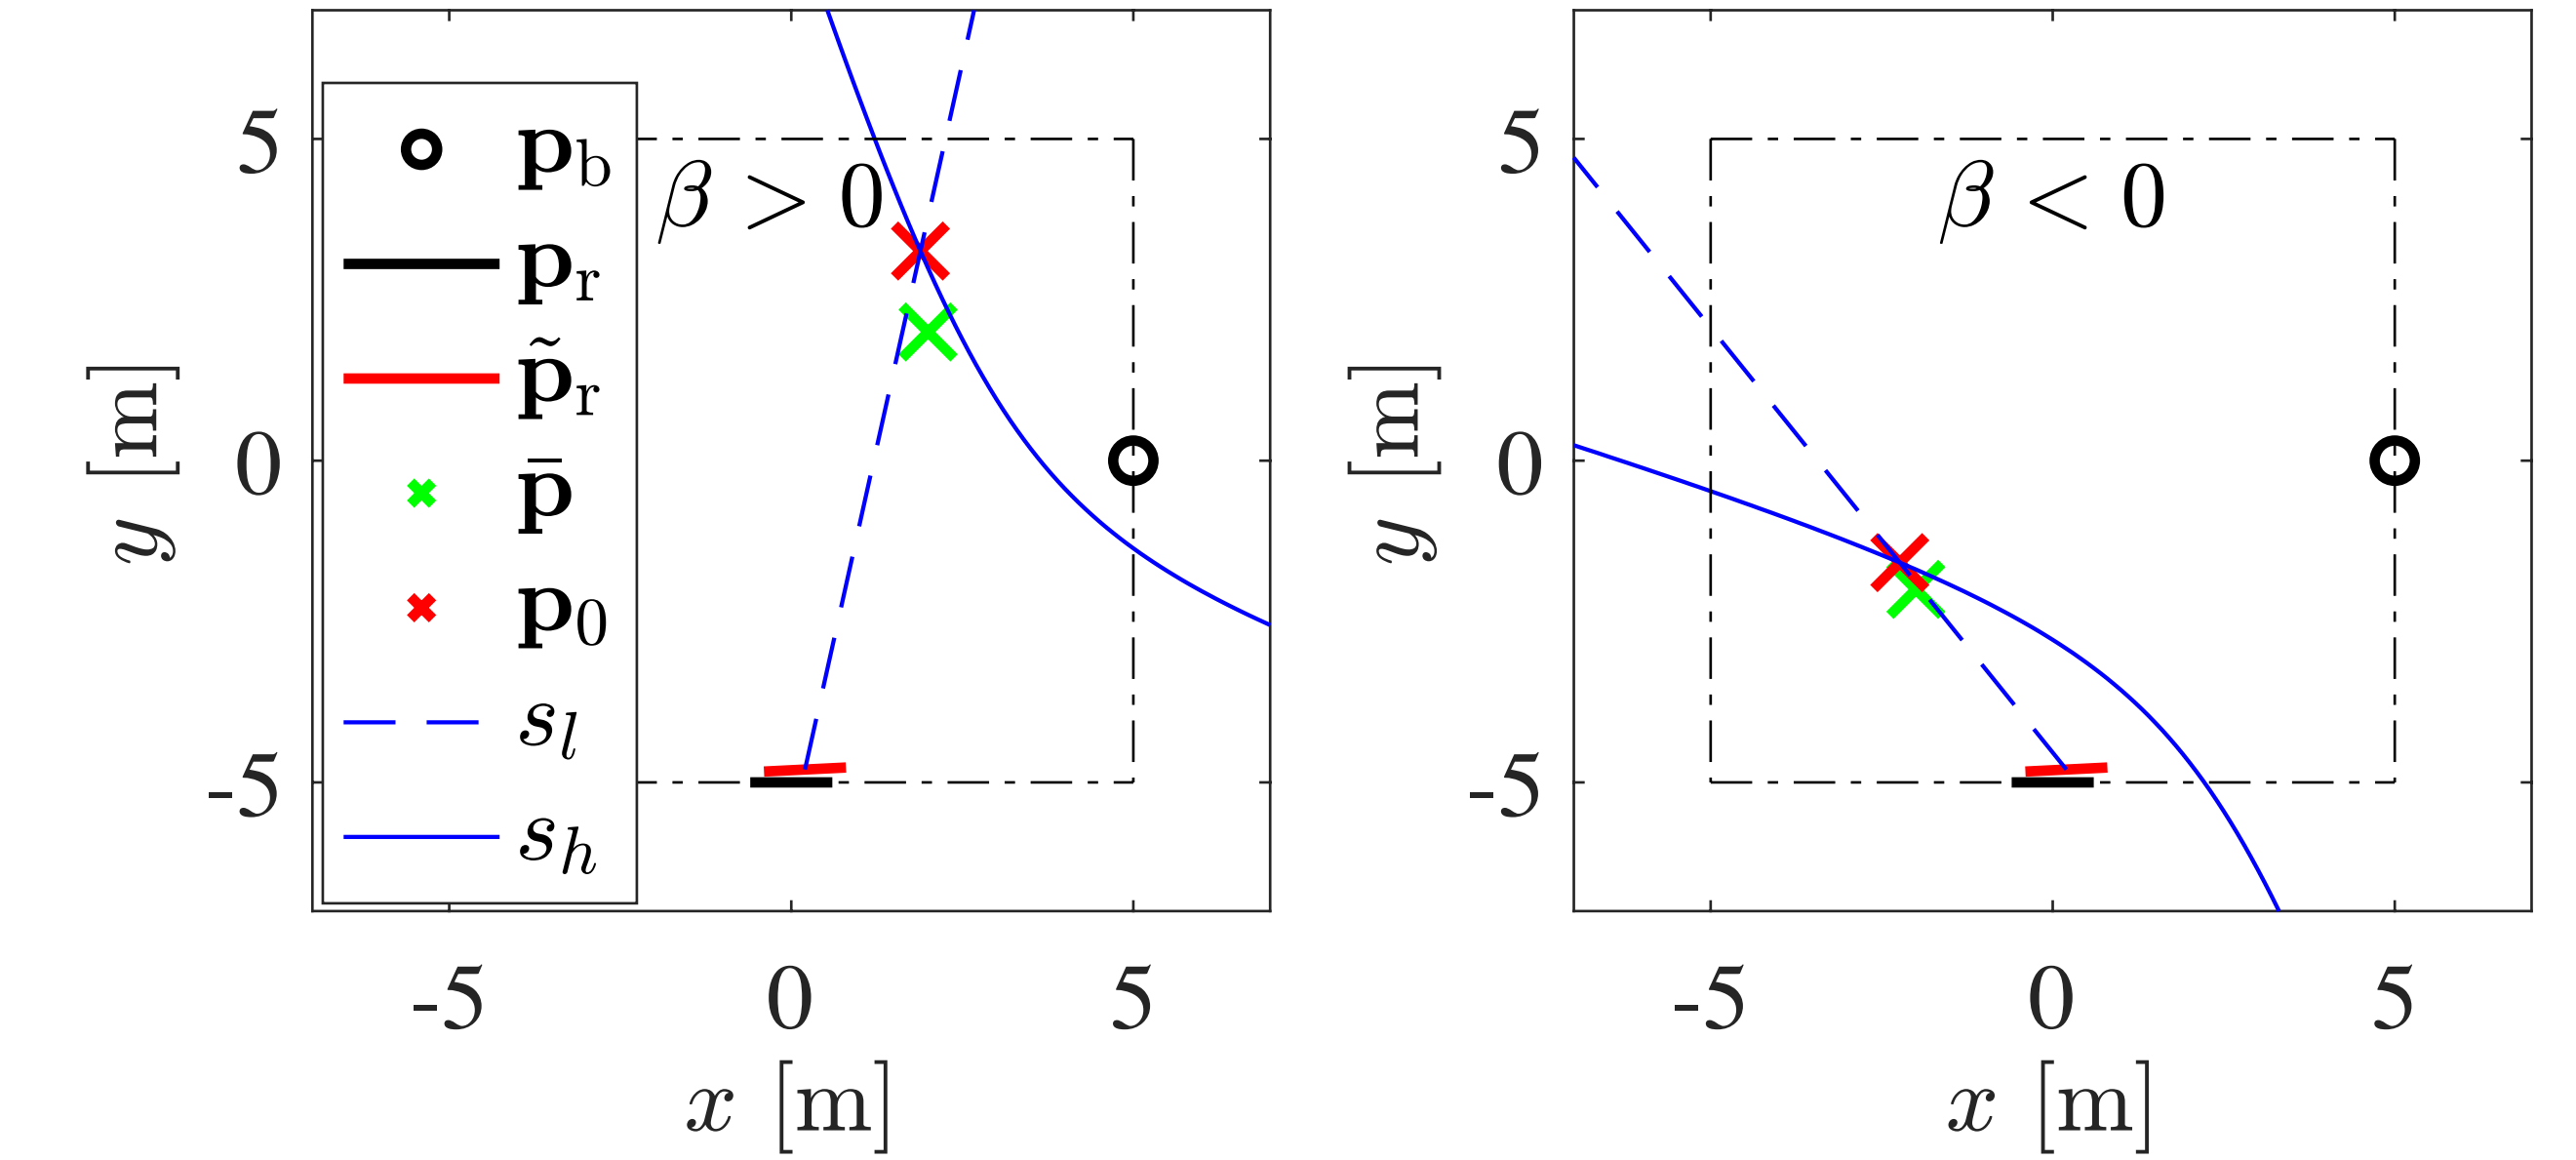 5
0
-5
y [m]
β > 0
𝐩_b
𝐩_r
𝐩̃_r
𝐩̄
𝐩_0
s_l
s_h
-5 0 5
x [m]
5
0
-5
y [m]
β < 0
-5 0 5
x [m]